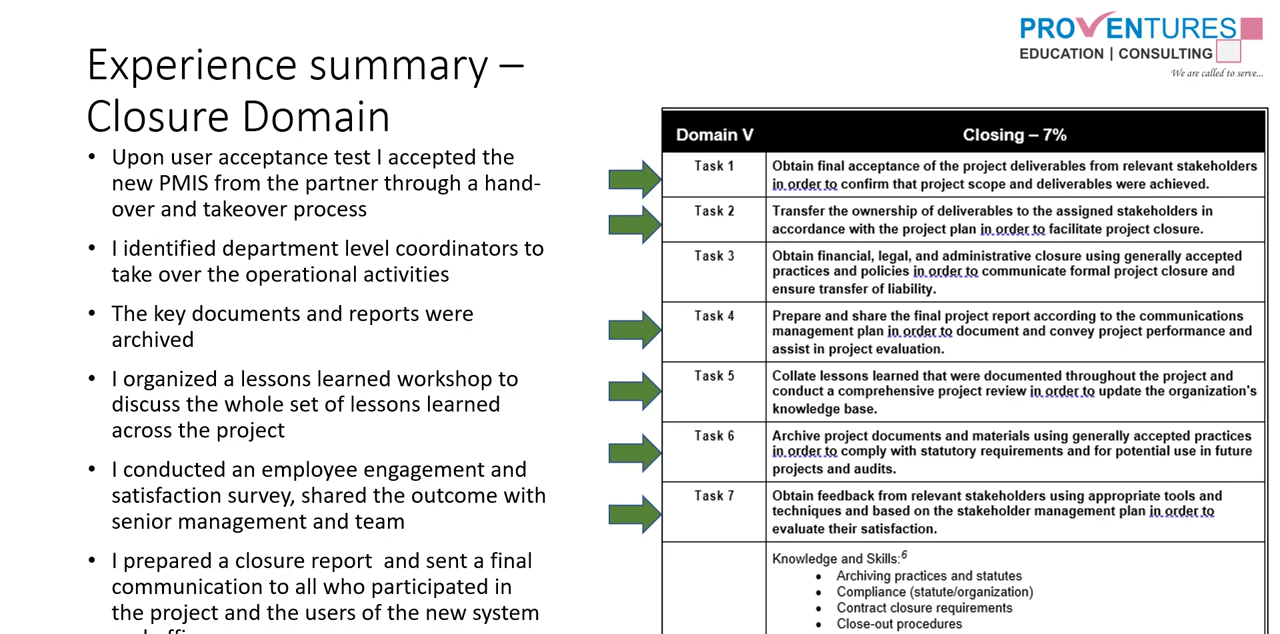 PROVENTURES
EDUCATION | CONSULTING
We are called to serve...
Experience summary –
Closure Domain
• Upon user acceptance test I accepted the
new PMIS from the partner through a hand-
over and takeover process
• I identified department level coordinators to
take over the operational activities
• The key documents and reports were
archived
• I organized a lessons learned workshop to
discuss the whole set of lessons learned
across the project
• I conducted an employee engagement and
satisfaction survey, shared the outcome with
senior management and team
• I prepared a closure report and sent a final
communication to all who participated in
the project and the users of the new system
Domain V Closing – 7%
Task 1 Obtain final acceptance of the project deliverables from relevant stakeholders
in order to confirm that project scope and deliverables were achieved.
Task 2 Transfer the ownership of deliverables to the assigned stakeholders in
accordance with the project plan in order to facilitate project closure.
Task 3 Obtain financial, legal, and administrative closure using generally accepted
practices and policies in order to communicate formal project closure and
ensure transfer of liability.
Task 4 Prepare and share the final project report according to the communications
management plan in order to document and convey project performance and
assist in project evaluation.
Task 5 Collate lessons learned that were documented throughout the project and
conduct a comprehensive project review in order to update the organization's
knowledge base.
Task 6 Archive project documents and materials using generally accepted practices
in order to comply with statutory requirements and for potential use in future
projects and audits.
Task 7 Obtain feedback from relevant stakeholders using appropriate tools and
techniques and based on the stakeholder management plan in order to
evaluate their satisfaction.
Knowledge and Skills:6
• Archiving practices and statutes
• Compliance (statute/organization)
• Contract closure requirements
• Close-out procedures